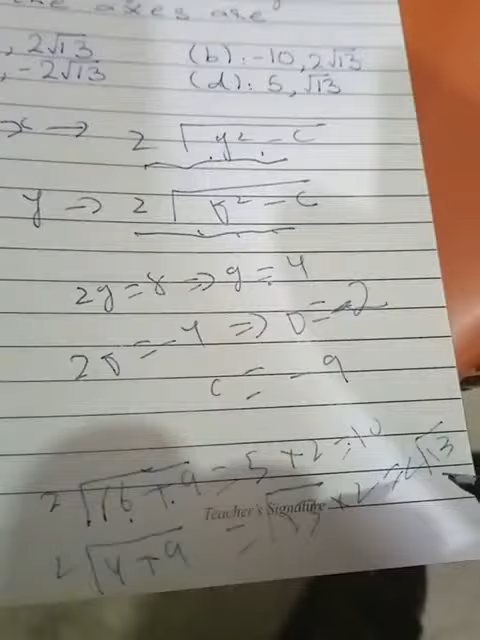 the axes are
, 2√13 (b): -10, 2√13
, -2√13 (d): 5, √13
x → 2√g² - c
y → 2√f² - c
2g = 8 ⇒ g = 4
2f = -4 ⇒ f = -2
c = -9
2√16+9 = 5×2 = 10
Teacher's Signature
2√4+9 = √13×2 = 2√13